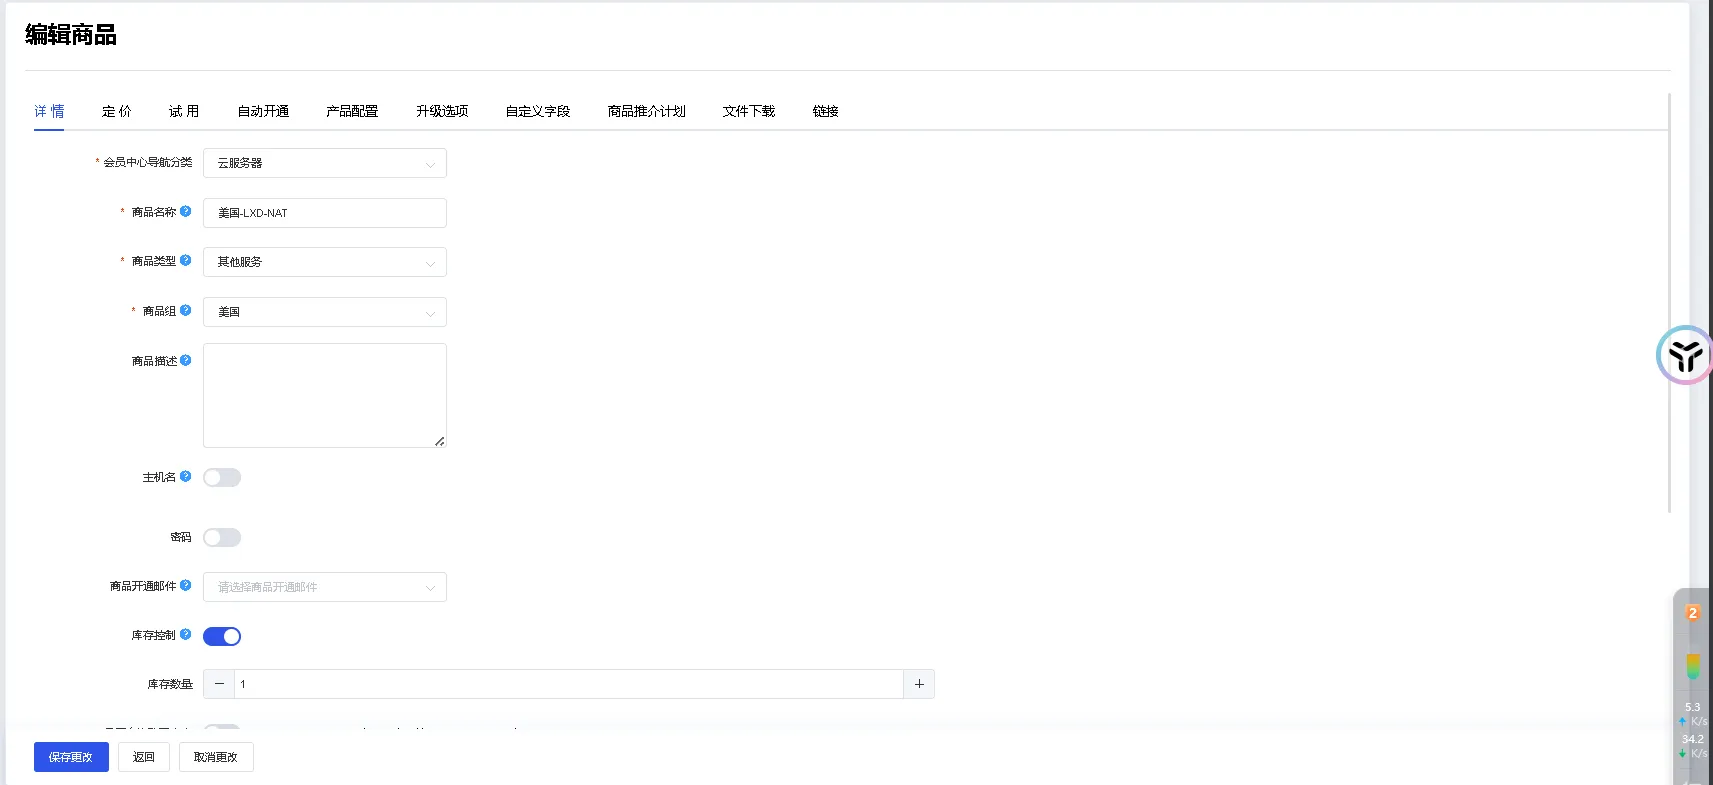 编辑商品
详 情 定 价 试 用 自动开通 产品配置 升级选项 自定义字段 商品推介计划 文件下载 链接
* 会员中心导航分类 云服务器
* 商品名称 ? 美国-LXD-NAT
* 商品类型 ? 其他服务
* 商品组 ? 美国
商品描述 ?
主机名 ?
密码
商品开通邮件 ? 请选择商品开通邮件
库存控制 ?
库存数量 − 1 +
保存更改 返回 取消更改
2
5.3
K/s
34.2
K/s